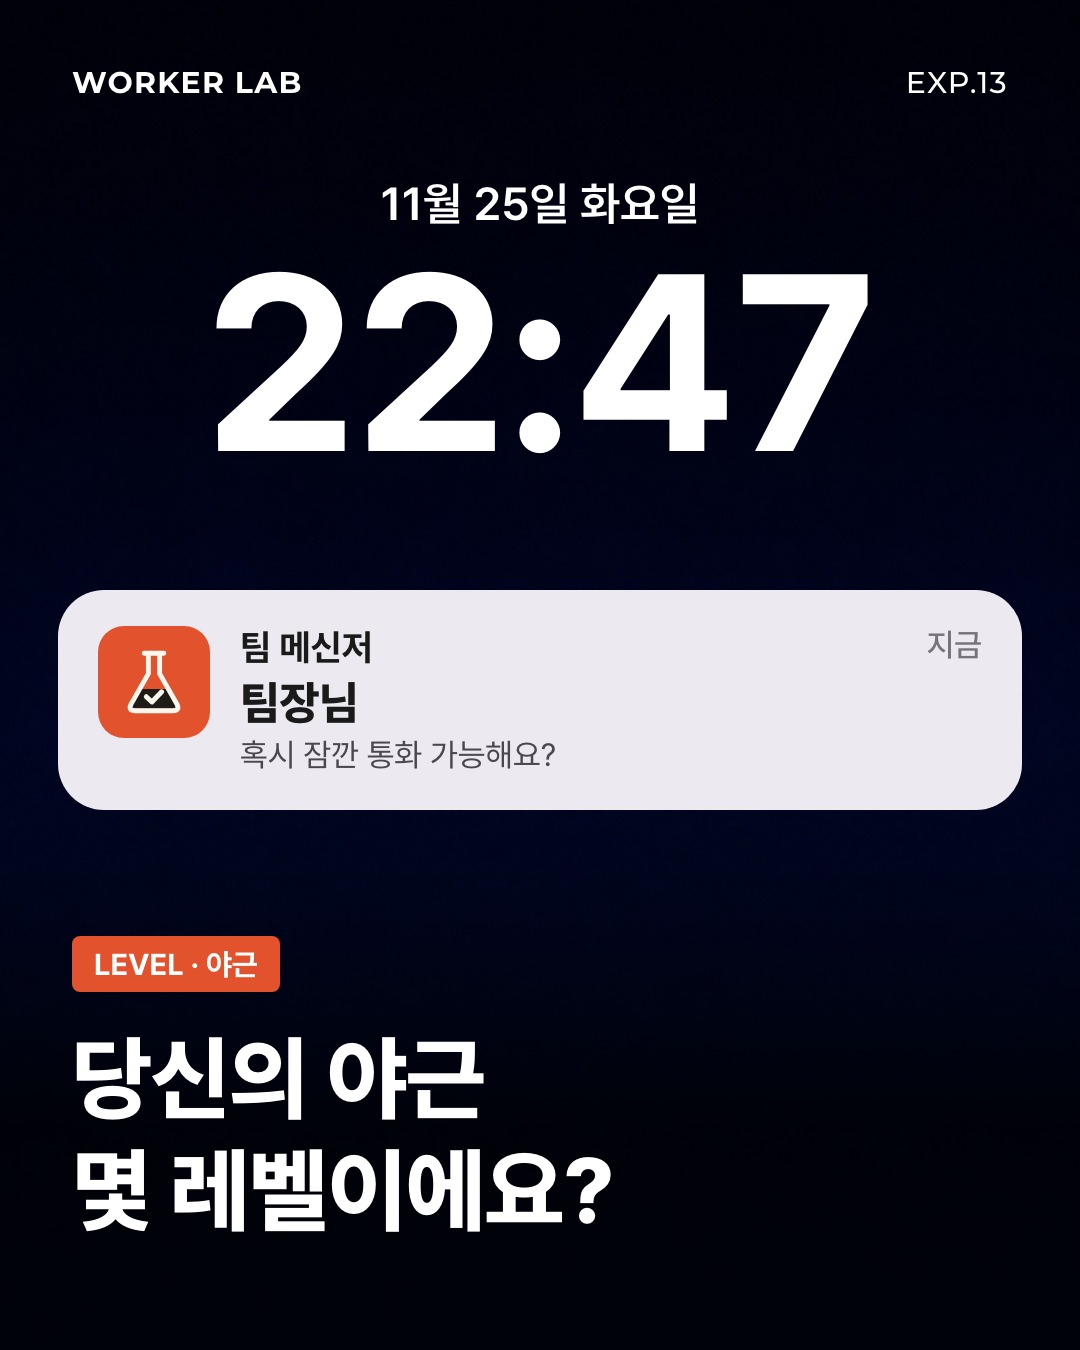 WORKER LAB
EXP.13
11월 25일 화요일
22:47
팀 메신저
지금
팀장님
혹시 잠깐 통화 가능해요?
LEVEL · 야근
당신의 야근
몇 레벨이에요?